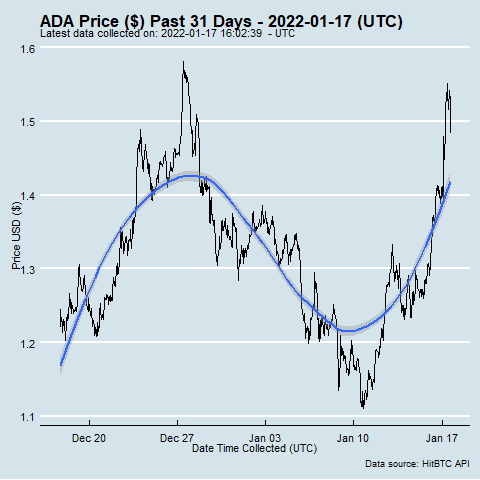 ADA Price ($) Past 31 Days - 2022-01-17 (UTC)
Latest data collected on: 2022-01-17 16:02:39 - UTC
1.6
1.5
1.4
1.3
1.2
1.1
Price USD ($)
Dec 20 Dec 27 Jan 03 Jan 10 Jan 17
Date Time Collected (UTC)
Data source: HitBTC API